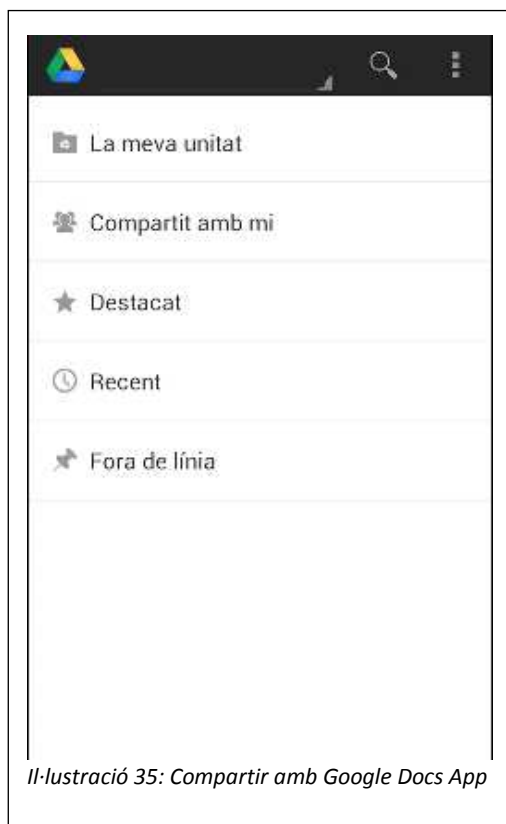 La meva unitat
Compartit amb mi
Destacat
Recent
Fora de línia
Il·lustració 35: Compartir amb Google Docs App